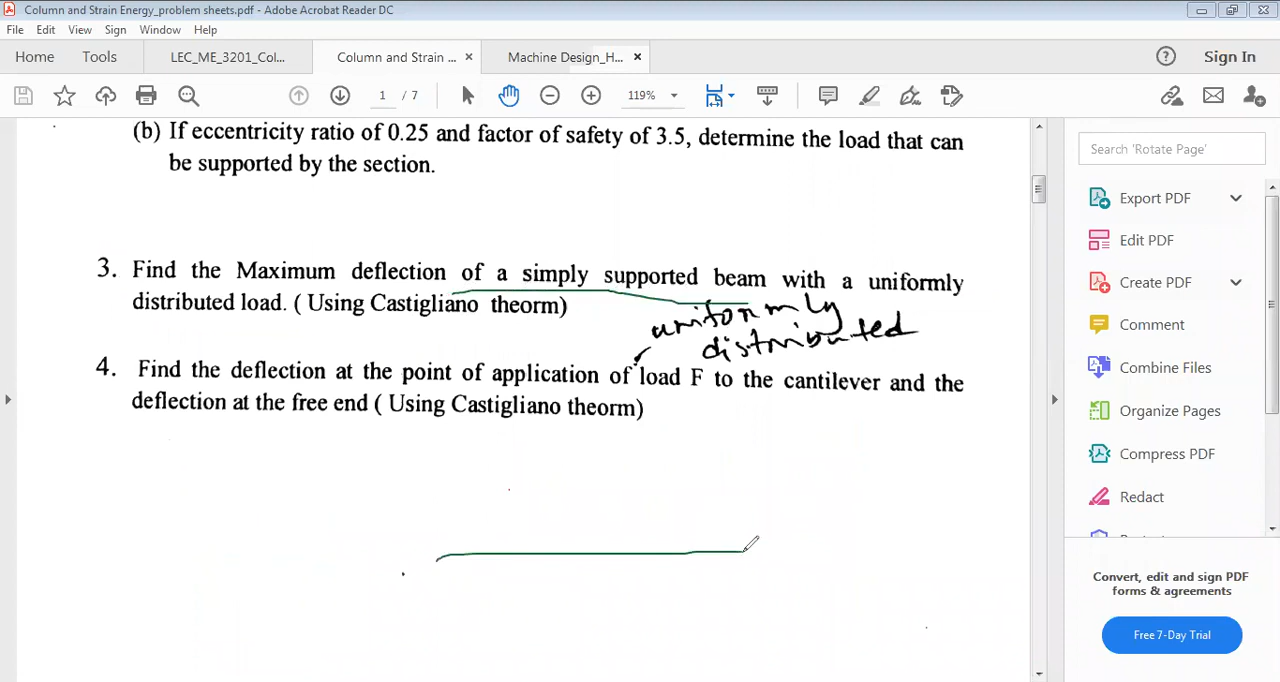 Column and Strain Energy_problem sheets.pdf - Adobe Acrobat Reader DC
File Edit View Sign Window Help
Home Tools LEC_ME_3201_Col... Column and Strain ... × Machine Design_H... × Sign In
1 / 7 119%
(b) If eccentricity ratio of 0.25 and factor of safety of 3.5, determine the load that can
be supported by the section.
3. Find the Maximum deflection of a simply supported beam with a uniformly
distributed load. ( Using Castigliano theorm)
uniformly
distributed
4. Find the deflection at the point of application of load F to the cantilever and the
deflection at the free end ( Using Castigliano theorm)
Search 'Rotate Page'
Export PDF
Edit PDF
Create PDF
Comment
Combine Files
Organize Pages
Compress PDF
Redact
Convert, edit and sign PDF
forms & agreements
Free 7-Day Trial